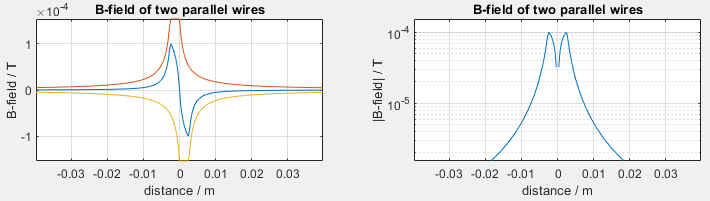 B-field of two parallel wires
×10⁻⁴
1
0
-1
B-field / T
-0.03 -0.02 -0.01 0 0.01 0.02 0.03
distance / m
B-field of two parallel wires
10⁻⁴
10⁻⁵
|B-field| / T
-0.03 -0.02 -0.01 0 0.01 0.02 0.03
distance / m